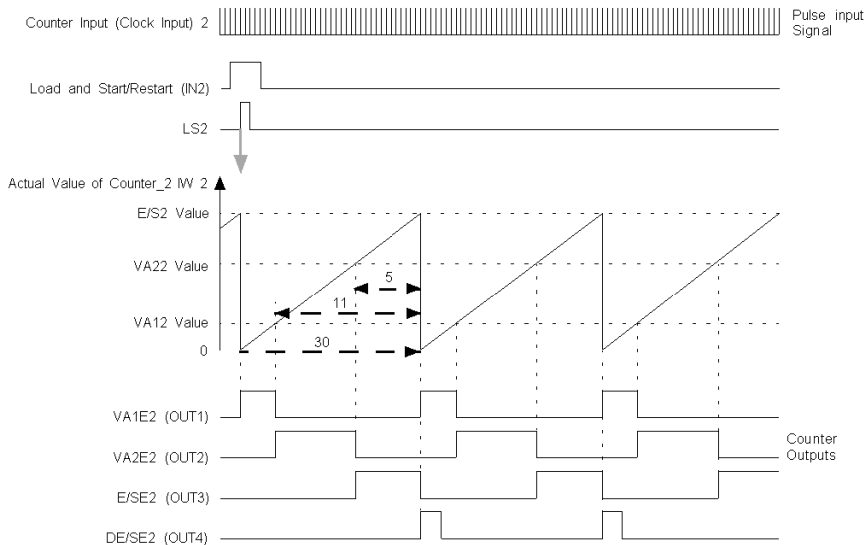 Counter Input (Clock Input) 2
Pulse input
Signal
Load and Start/Restart (IN2)
LS2
Actual Value of Counter_2 IW 2
E/S2 Value
VA22 Value
5
11
VA12 Value
30
0
VA1E2 (OUT1)
VA2E2 (OUT2)
Counter
Outputs
E/SE2 (OUT3)
DE/SE2 (OUT4)